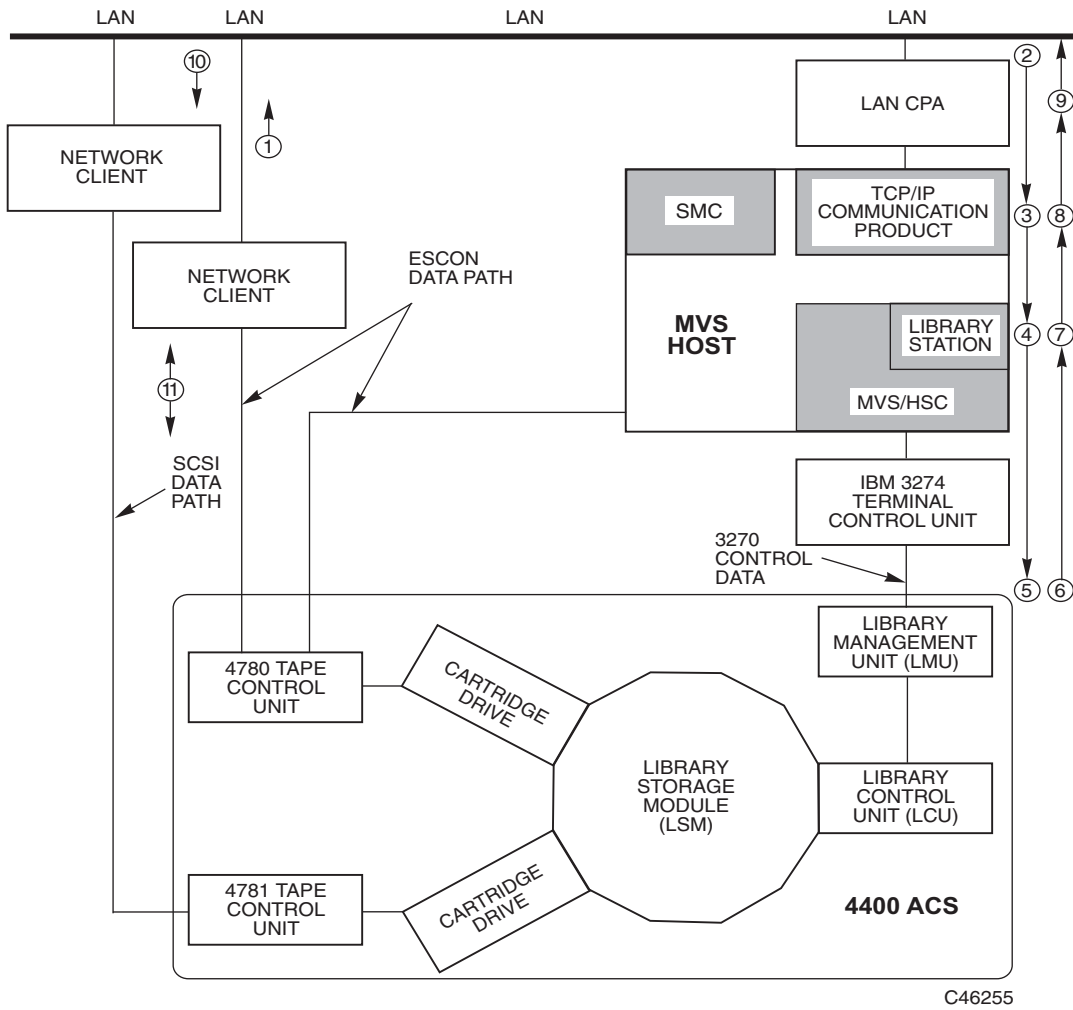 LAN
LAN
LAN
LAN
10
2
9
1
LAN CPA
NETWORK
CLIENT
SMC
TCP/IP
COMMUNICATION
PRODUCT
3
8
ESCON
DATA PATH
NETWORK
CLIENT
MVS
HOST
LIBRARY
STATION
4
7
11
MVS/HSC
SCSI
DATA
PATH
IBM 3274
TERMINAL
CONTROL UNIT
3270
CONTROL
DATA
5
6
LIBRARY
MANAGEMENT
UNIT (LMU)
4780 TAPE
CONTROL
UNIT
CARTRIDGE
DRIVE
LIBRARY
STORAGE
MODULE
(LSM)
LIBRARY
CONTROL
UNIT (LCU)
4781 TAPE
CONTROL
UNIT
CARTRIDGE
DRIVE
4400 ACS
C46255